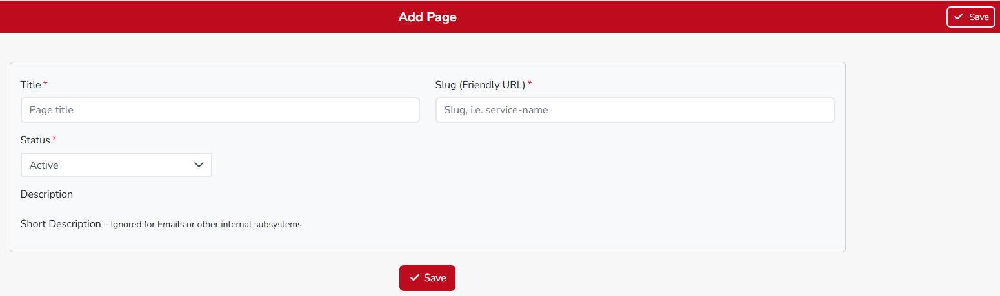 Add Page
Save
Title *
Slug (Friendly URL) *
Page title
Slug, i.e. service-name
Status *
Active
Description
Short Description – Ignored for Emails or other internal subsystems
Save